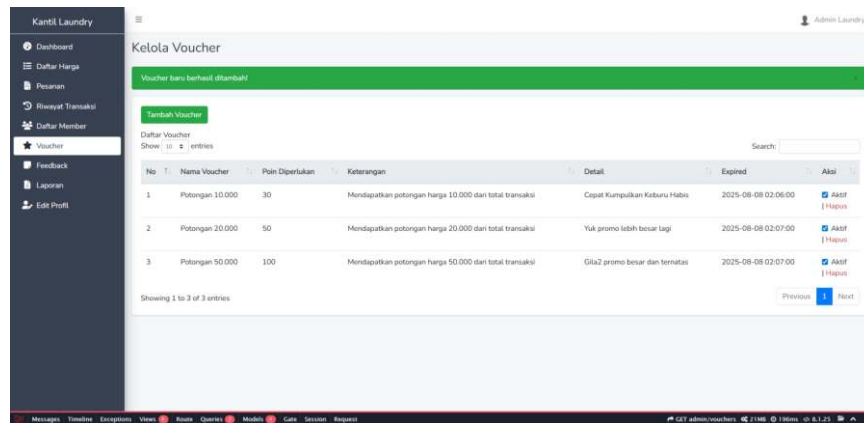 Kantil Laundry
Admin Laundry
Dashboard
Daftar Harga
Pesanan
Riwayat Transaksi
Daftar Member
Voucher
Feedback
Laporan
Edit Profil
Kelola Voucher
Voucher baru berhasil ditambah!
Tambah Voucher
Daftar Voucher
Show 10 entries
Search:
No Nama Voucher Poin Diperlukan Keterangan Detail Expired Aksi
1 Potongan 10.000 30 Mendapatkan potongan harga 10.000 dari total transaksi Cepat Kumpulkan Keburu Habis 2025-08-08 02:06:00 Aktif
| Hapus
2 Potongan 20.000 50 Mendapatkan potongan harga 20.000 dari total transaksi Yuk promo lebih besar lagi 2025-08-08 02:07:00 Aktif
| Hapus
3 Potongan 50.000 100 Mendapatkan potongan harga 50.000 dari total transaksi Gila2 promo besar dan ternatas 2025-08-08 02:07:00 Aktif
| Hapus
Showing 1 to 3 of 3 entries
Previous 1 Next
Messages Timeline Exceptions Views Route Queries Models Gate Session Request GET admin/vouchers 21MB 196ms 8.1.25